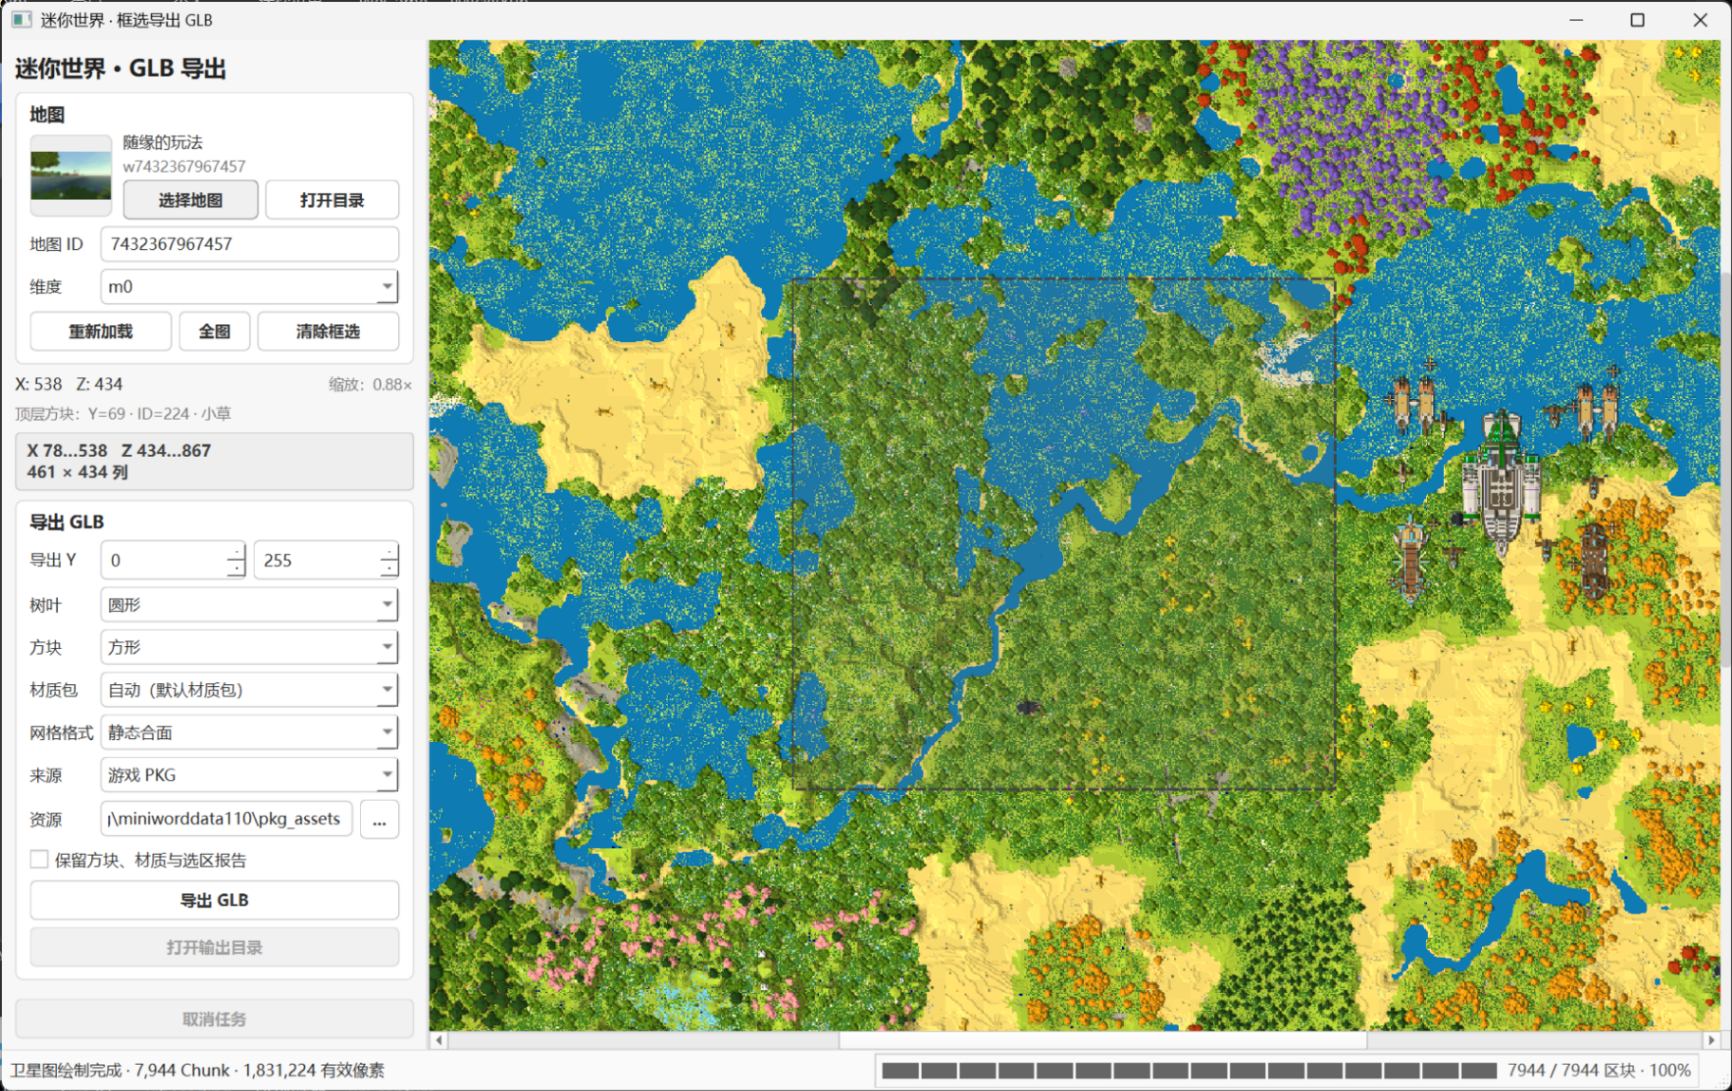 迷你世界 · 框选导出 GLB
迷你世界 • GLB 导出
地图
随缘的玩法
w7432367967457
选择地图
打开目录
地图 ID
7432367967457
维度
m0
重新加载
全图
清除框选
X: 538 Z: 434
缩放：0.88×
顶层方块：Y=69 · ID=224 · 小草
X 78…538 Z 434…867
461 × 434 列
导出 GLB
导出 Y
0
255
树叶
圆形
方块
方形
材质包
自动（默认材质包）
网格格式
静态合面
来源
游戏 PKG
资源
\miniworddata110\pkg_assets
...
保留方块、材质与选区报告
导出 GLB
打开输出目录
取消任务
卫星图绘制完成 · 7,944 Chunk · 1,831,224 有效像素
7944 / 7944 区块 · 100%